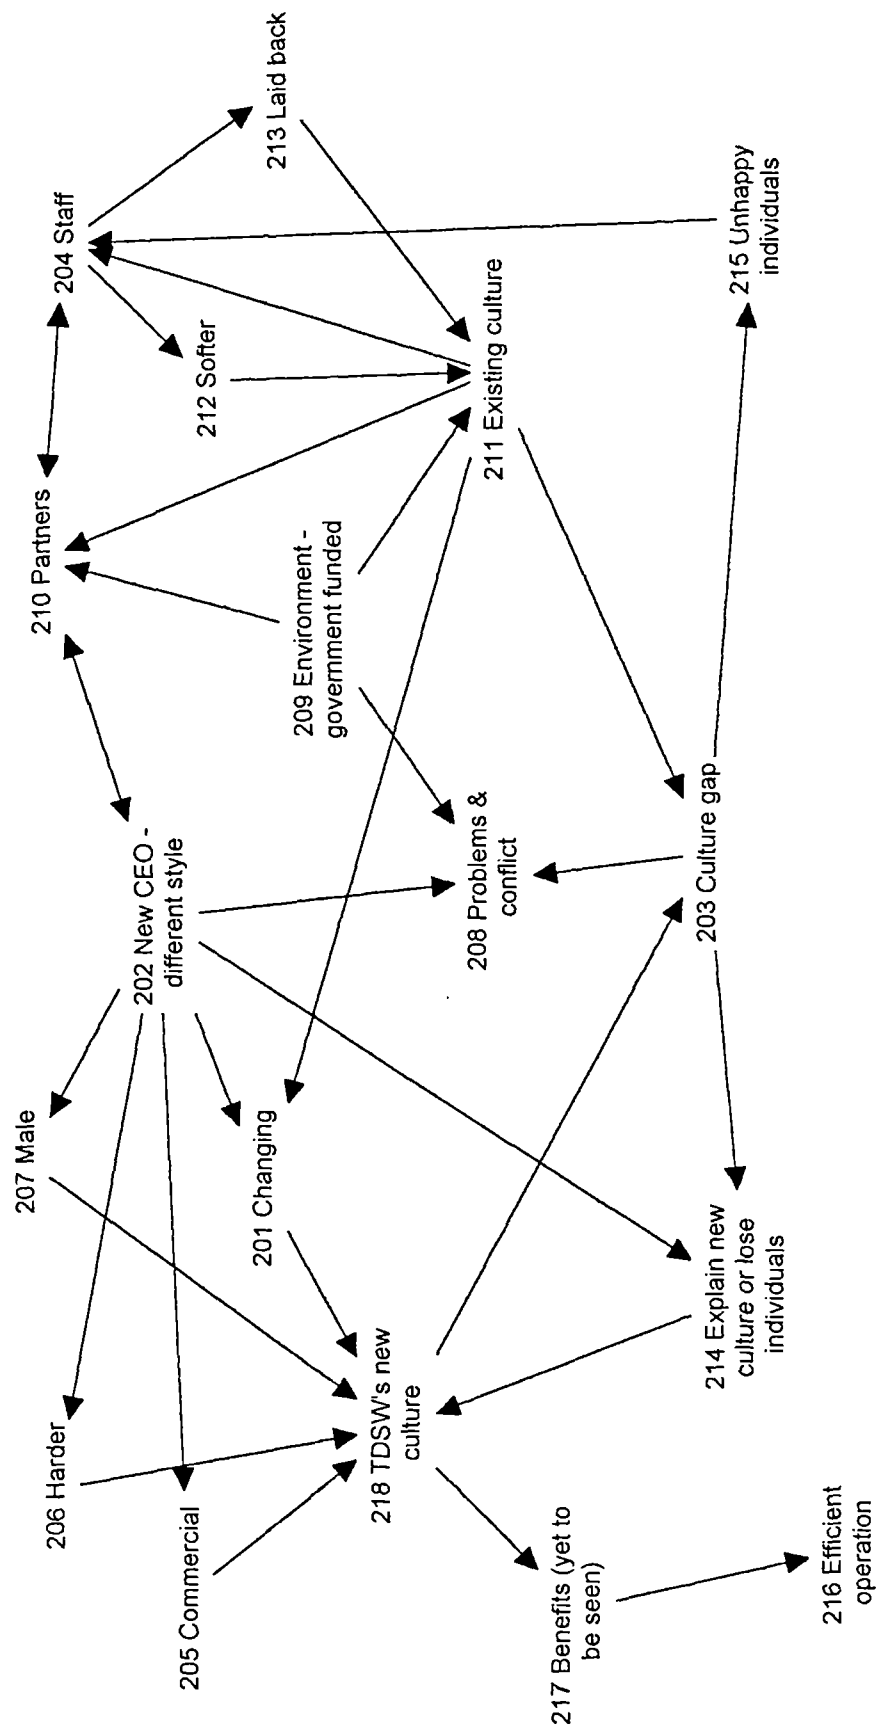 206 Harder
207 Male
210 Partners
204 Staff
205 Commercial
202 New CEO -
different style
212 Softer
213 Laid back
201 Changing
209 Environment -
government funded
218 TDSW's new
culture
208 Problems &
conflict
211 Existing culture
217 Benefits (yet to
be seen)
214 Explain new
culture or lose
individuals
203 Culture gap
215 Unhappy
individuals
216 Efficient
operation